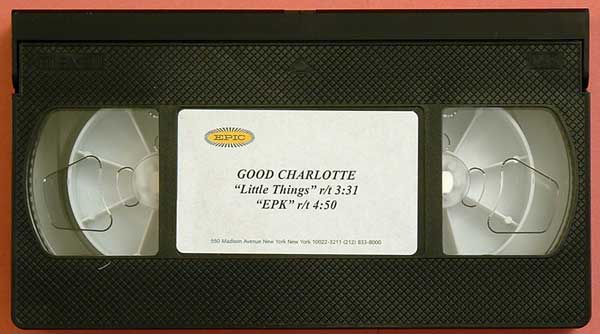 EPIC
GOOD CHARLOTTE
"Little Things" r/t 3:31
"EPK" r/t 4:50
550 Madison Avenue New York New York 10022-3211 (212) 833-8000